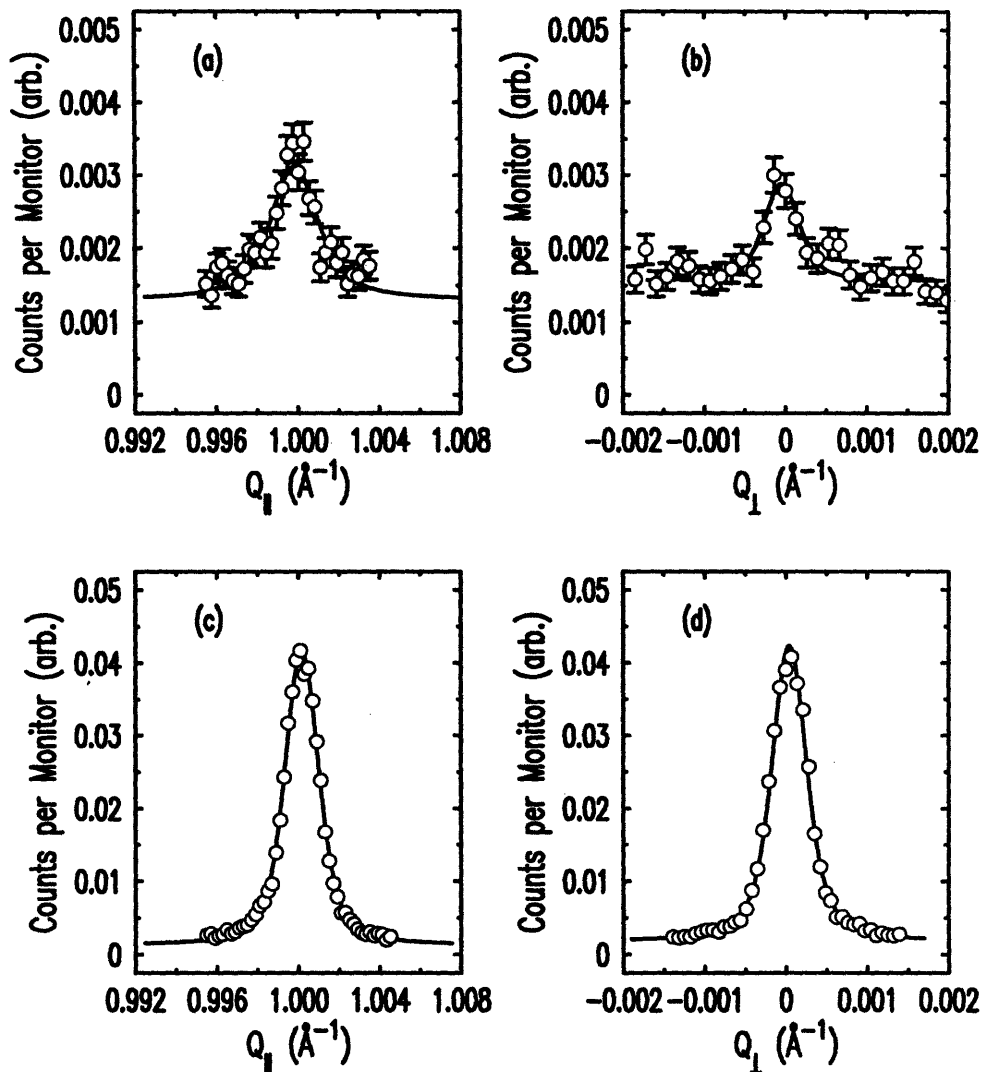 (a)
Counts per Monitor (arb.)
0.005
0.004
0.003
0.002
0.001
0
0.992 0.996 1.000 1.004 1.008
Q∥ (Å⁻¹)
(b)
Counts per Monitor (arb.)
0.005
0.004
0.003
0.002
0.001
0
−0.002 −0.001 0 0.001 0.002
Q⊥ (Å⁻¹)
(c)
Counts per Monitor (arb.)
0.05
0.04
0.03
0.02
0.01
0
0.992 0.996 1.000 1.004 1.008
Q∥ (Å⁻¹)
(d)
Counts per Monitor (arb.)
0.05
0.04
0.03
0.02
0.01
0
−0.002 −0.001 0 0.001 0.002
Q⊥ (Å⁻¹)